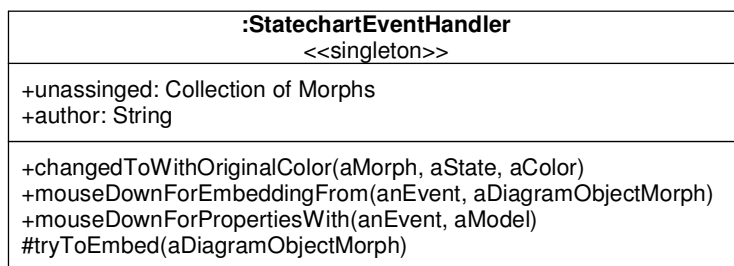 :StatechartEventHandler
<<singleton>>
+unassinged: Collection of Morphs
+author: String
+changedToWithOriginalColor(aMorph, aState, aColor)
+mouseDownForEmbeddingFrom(anEvent, aDiagramObjectMorph)
+mouseDownForPropertiesWith(anEvent, aModel)
#tryToEmbed(aDiagramObjectMorph)